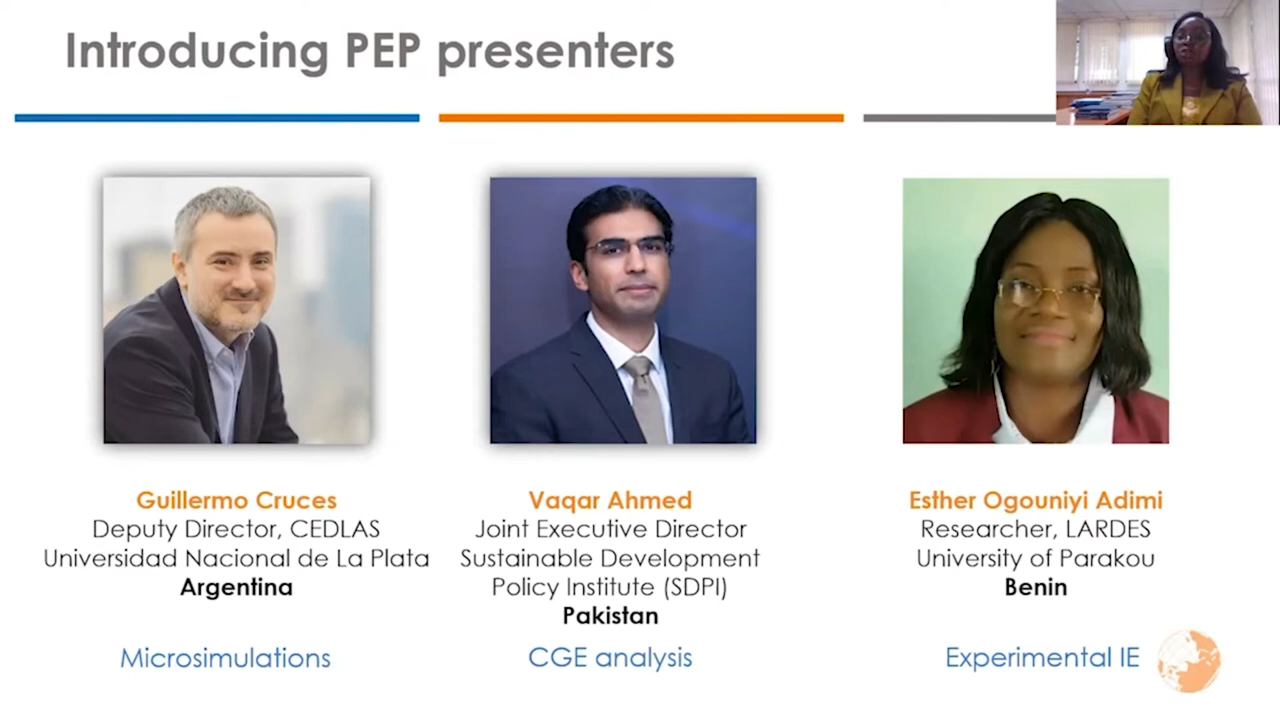 Introducing PEP presenters
Guillermo Cruces
Deputy Director, CEDLAS
Universidad Nacional de La Plata
Argentina
Microsimulations
Vaqar Ahmed
Joint Executive Director
Sustainable Development
Policy Institute (SDPI)
Pakistan
CGE analysis
Esther Ogouniyi Adimi
Researcher, LARDES
University of Parakou
Benin
Experimental IE